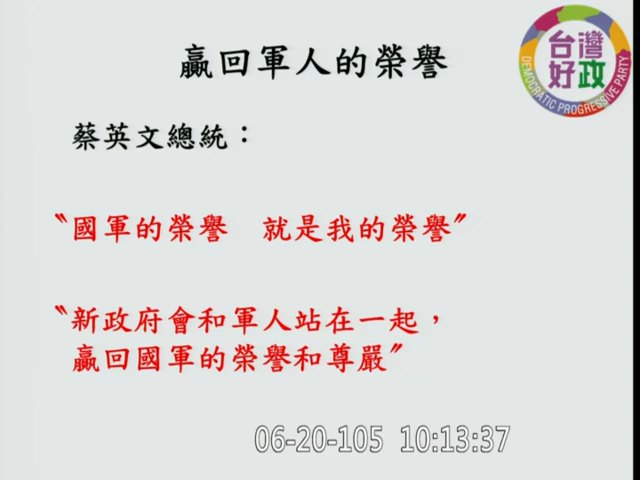 贏回軍人的榮譽
台灣
好政
DEMOCRATIC PROGRESSIVE PARTY
蔡英文總統：
〝國軍的榮譽　就是我的榮譽〞
〝新政府會和軍人站在一起，
贏回國軍的榮譽和尊嚴〞
06-20-105 10:13:37